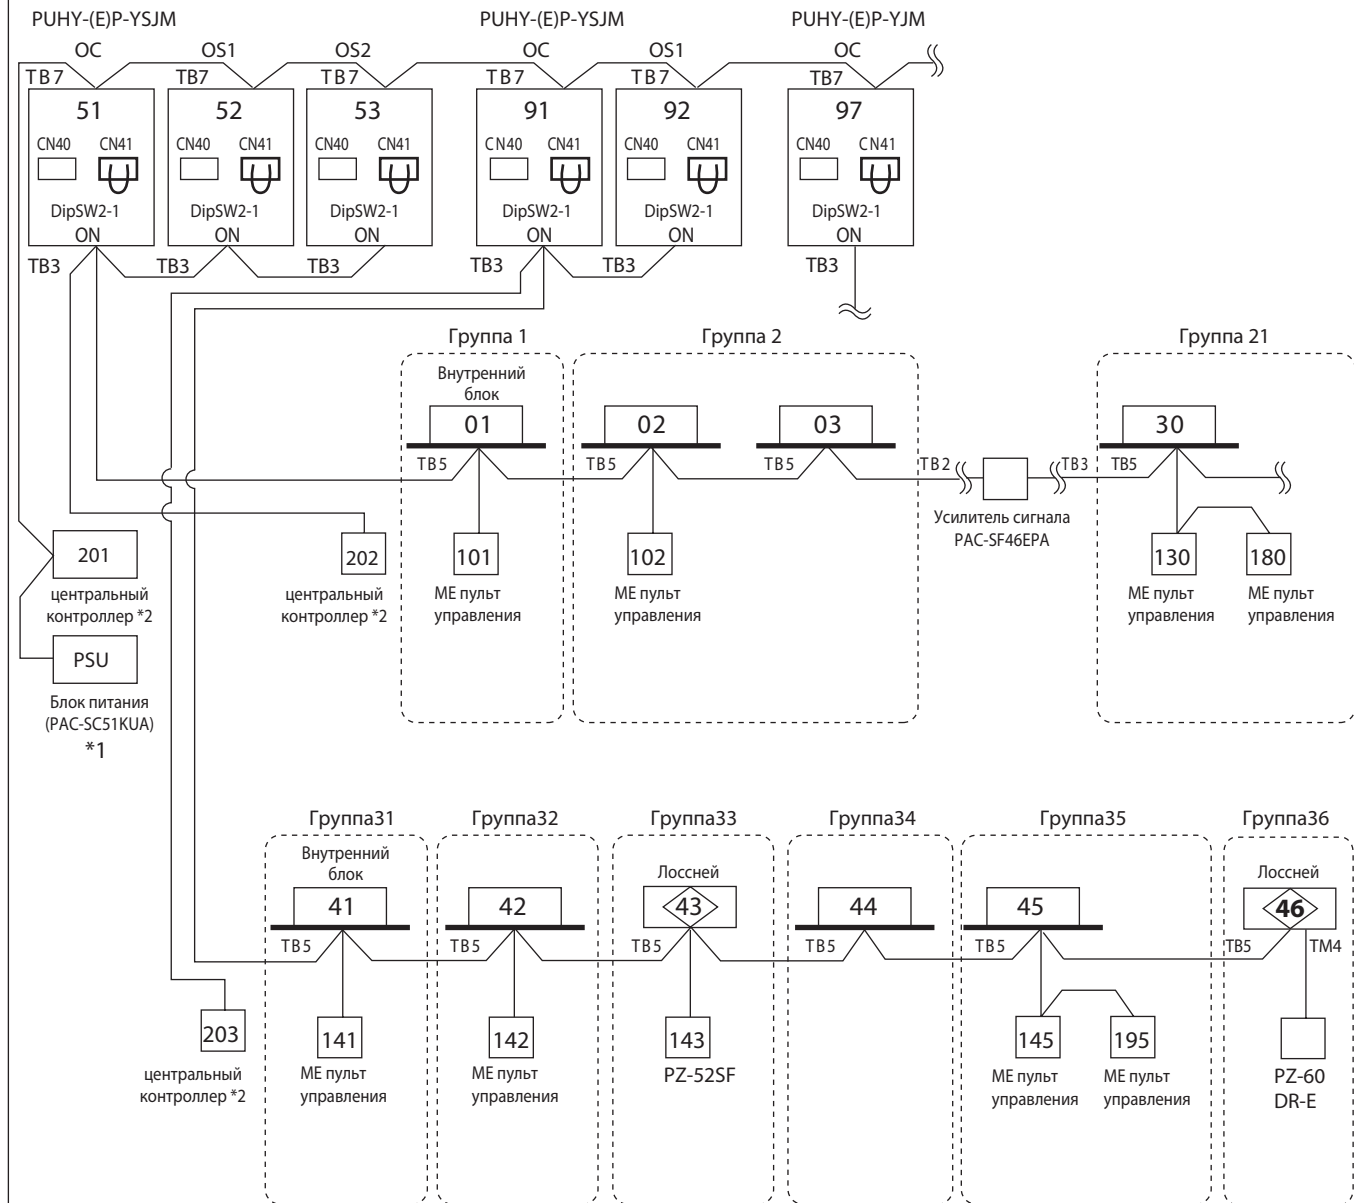 PUHY-(E)P-YSJM PUHY-(E)P-YSJM PUHY-(E)P-YJM
OC OS1 OS2 OC OS1 OC
TB7 TB7 TB7 TB7 TB7 TB7
51 52 53 91 92 97
CN40 CN41 CN40 CN41 CN40 CN41 CN40 CN41 CN40 CN41 CN40 CN41
DipSW2-1 DipSW2-1 DipSW2-1 DipSW2-1 DipSW2-1 DipSW2-1
ON ON ON ON ON ON
TB3 TB3 TB3 TB3 TB3 TB3
Группа 1 Группа 2 Группа 21
Внутренний
блок
01 02 03 30
TB5 TB5 TB5 TB2 TB3 TB5
Усилитель сигнала
PAC-SF46EPA
201 202 101 102 130 180
центральный
контроллер *2
центральный
контроллер *2
МЕ пульт
управления
МЕ пульт
управления
МЕ пульт
управления
МЕ пульт
управления
PSU
Блок питания
(PAC-SC51KUA)
*1
Группа31 Группа32 Группа33 Группа34 Группа35 Группа36
Внутренний
блок
Лоссней
Лоссней
41 42 43 44 45 46
TB5 TB5 TB5 TB5 TB5 TB5 TM4
203 141 142 143 145 195
центральный
контроллер *2
МЕ пульт
управления
МЕ пульт
управления
PZ-52SF
МЕ пульт
управления
МЕ пульт
управления
PZ-60
DR-E